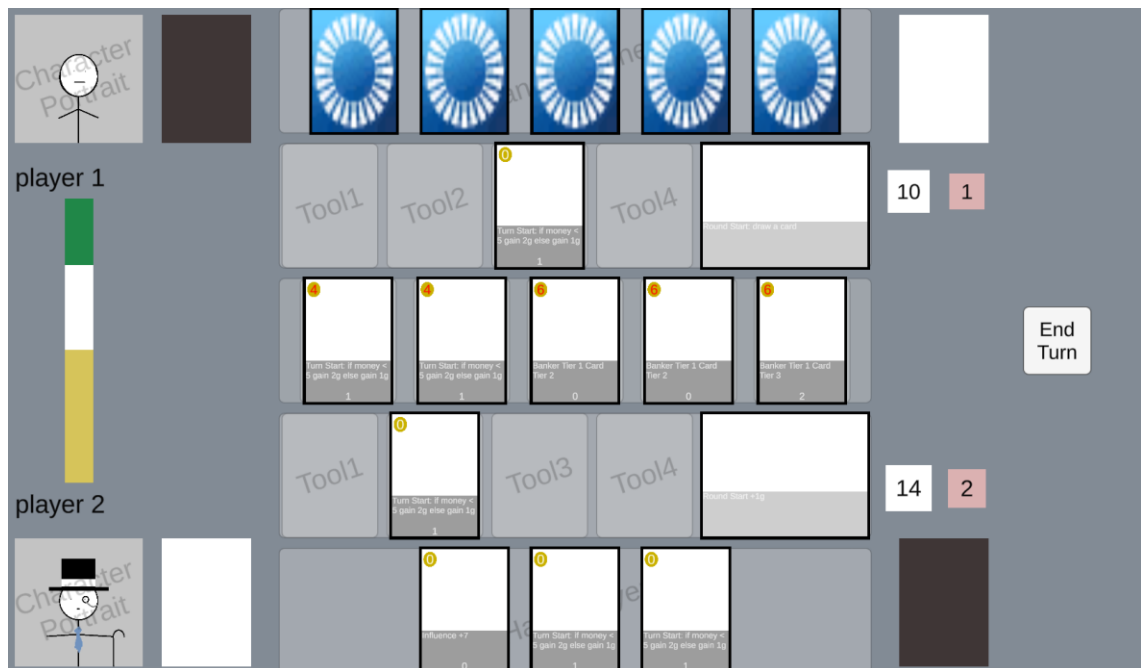 Character
Portrait
player 1
0
Tool1
Tool2
Turn Start: if money <
5 gain 2g else gain 1g
1
Tool4
Round Start: draw a card
10
1
4
Turn Start: if money <
5 gain 2g else gain 1g
1
4
Turn Start: if money <
5 gain 2g else gain 1g
1
6
Banker Tier 1 Card
Tier 2
0
6
Banker Tier 1 Card
Tier 2
0
6
Banker Tier 1 Card
Tier 3
2
End
Turn
Tool1
0
Turn Start: if money <
5 gain 2g else gain 1g
1
Tool3
Tool4
Round Start +1g
14
2
player 2
Character
Portrait
0
Influence +7
0
0
Turn Start: if money <
5 gain 2g else gain 1g
1
0
Turn Start: if money <
5 gain 2g else gain 1g
1